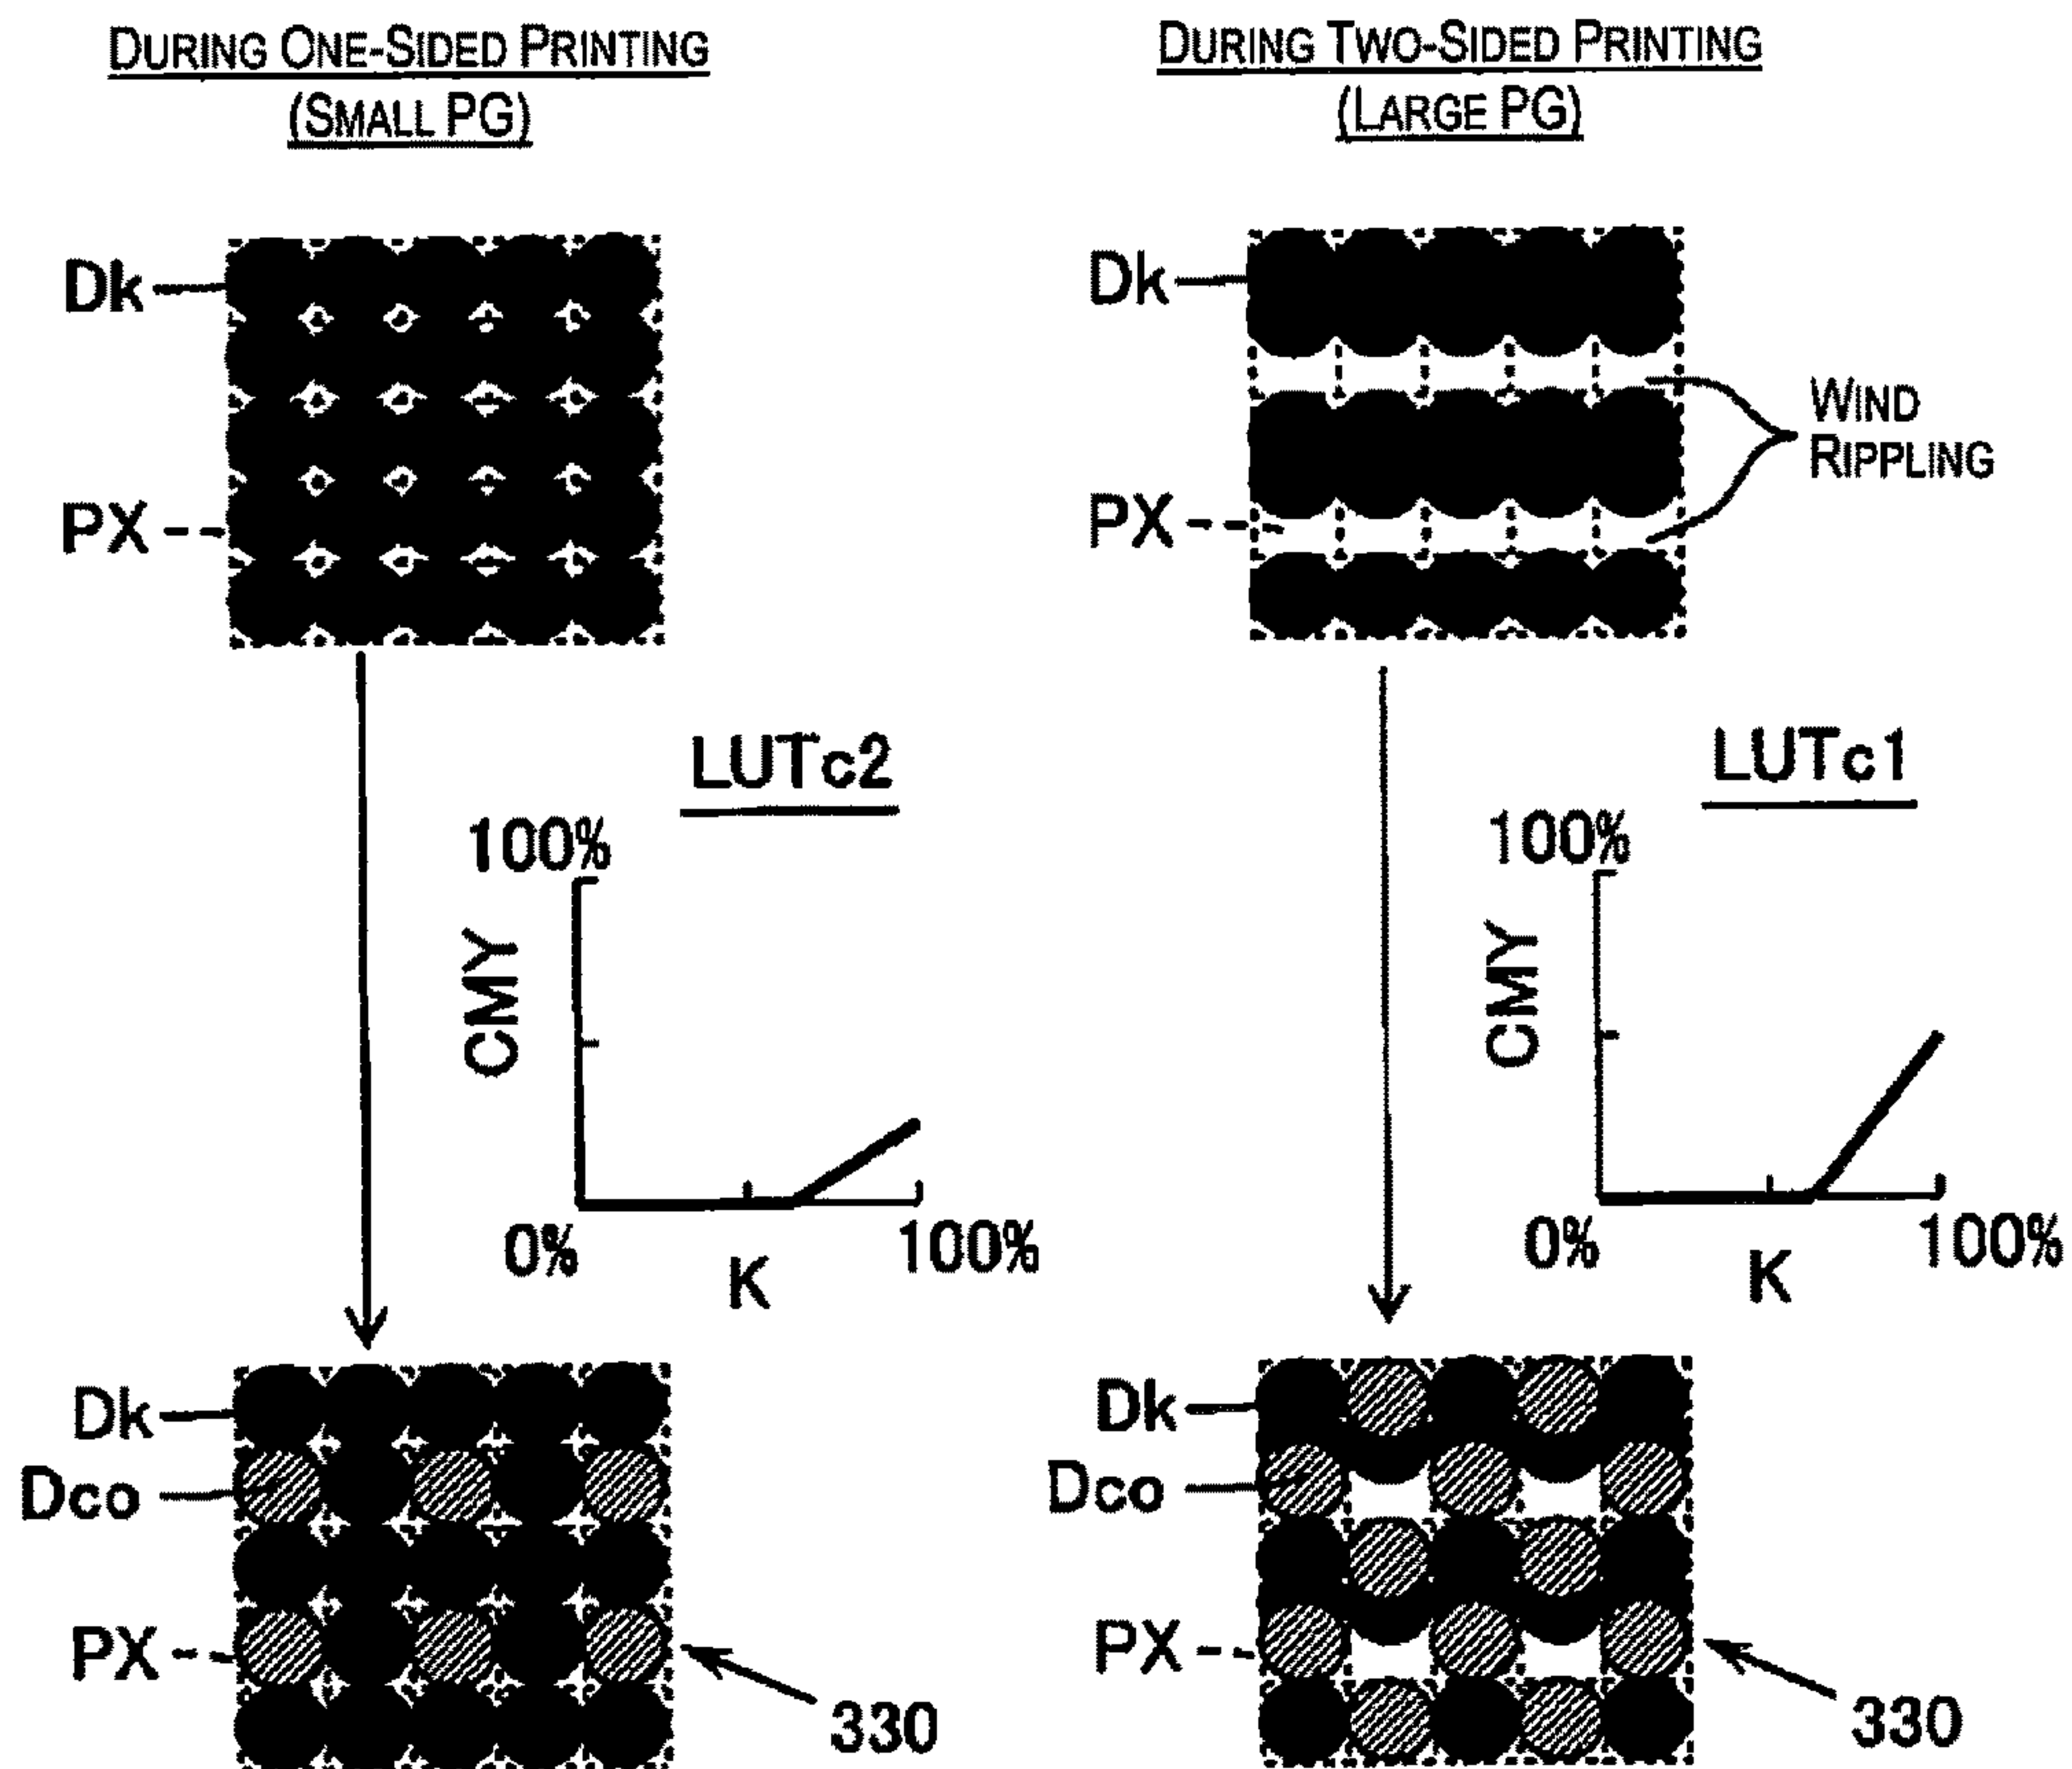 DURING ONE-SIDED PRINTING
(SMALL PG)
Dk
PX
LUTc2
100%
CMY
0%
K
100%
Dk
Dco
PX
330
DURING TWO-SIDED PRINTING
(LARGE PG)
Dk
PX
WIND
RIPPLING
LUTc1
100%
CMY
0%
K
100%
Dk
Dco
PX
330